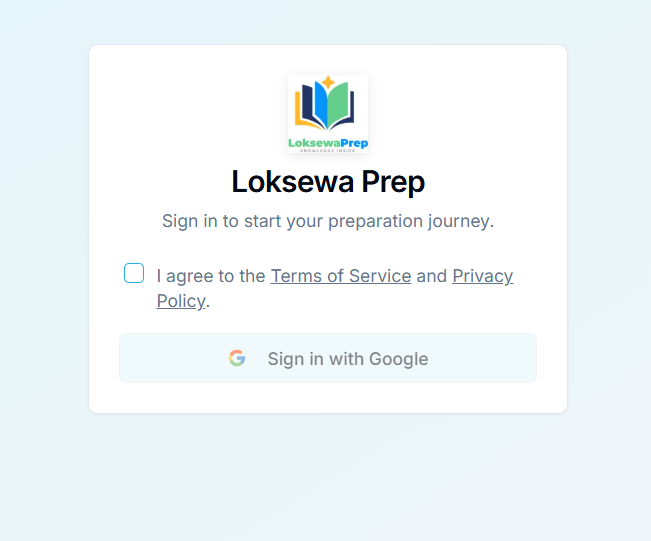 LoksewaPrep
KNOWLEDGE INSIDE
Loksewa Prep
Sign in to start your preparation journey.
I agree to the Terms of Service and Privacy
Policy.
Sign in with Google